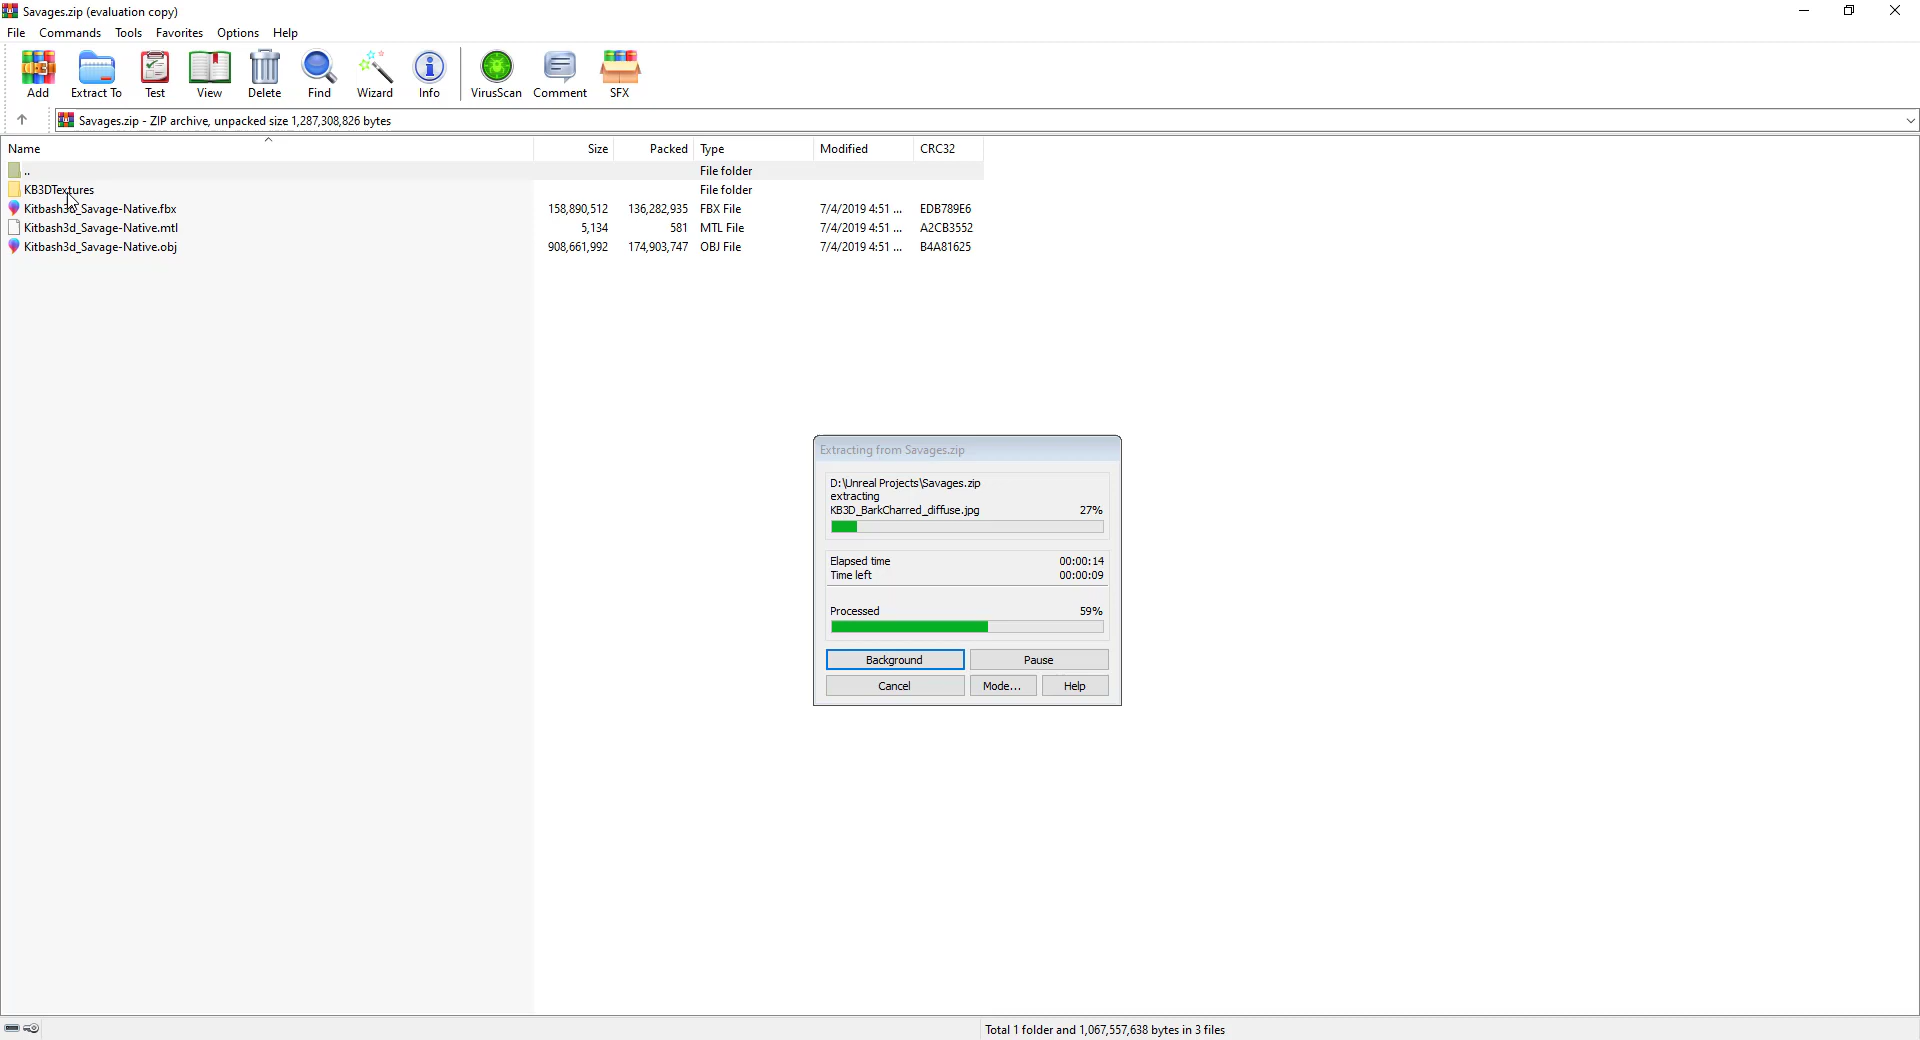 Savages.zip (evaluation copy)
File Commands Tools Favorites Options Help
Add Extract To Test View Delete Find Wizard Info VirusScan Comment SFX
Savages.zip - ZIP archive, unpacked size 1,287,308,826 bytes
Name Size Packed Type Modified CRC32
.. File folder
KB3DTextures File folder
Kitbash3d_Savage-Native.fbx 158,890,512 136,282,935 FBX File 7/4/2019 4:51 ... EDB789E6
Kitbash3d_Savage-Native.mtl 5,134 581 MTL File 7/4/2019 4:51 ... A2CB3552
Kitbash3d_Savage-Native.obj 908,661,992 174,903,747 OBJ File 7/4/2019 4:51 ... B4A81625
Extracting from Savages.zip
D:\Unreal Projects\Savages.zip
extracting
KB3D_BarkCharred_diffuse.jpg 27%
Elapsed time 00:00:14
Time left 00:00:09
Processed 59%
Background Pause
Cancel Mode... Help
Total 1 folder and 1,067,557,638 bytes in 3 files